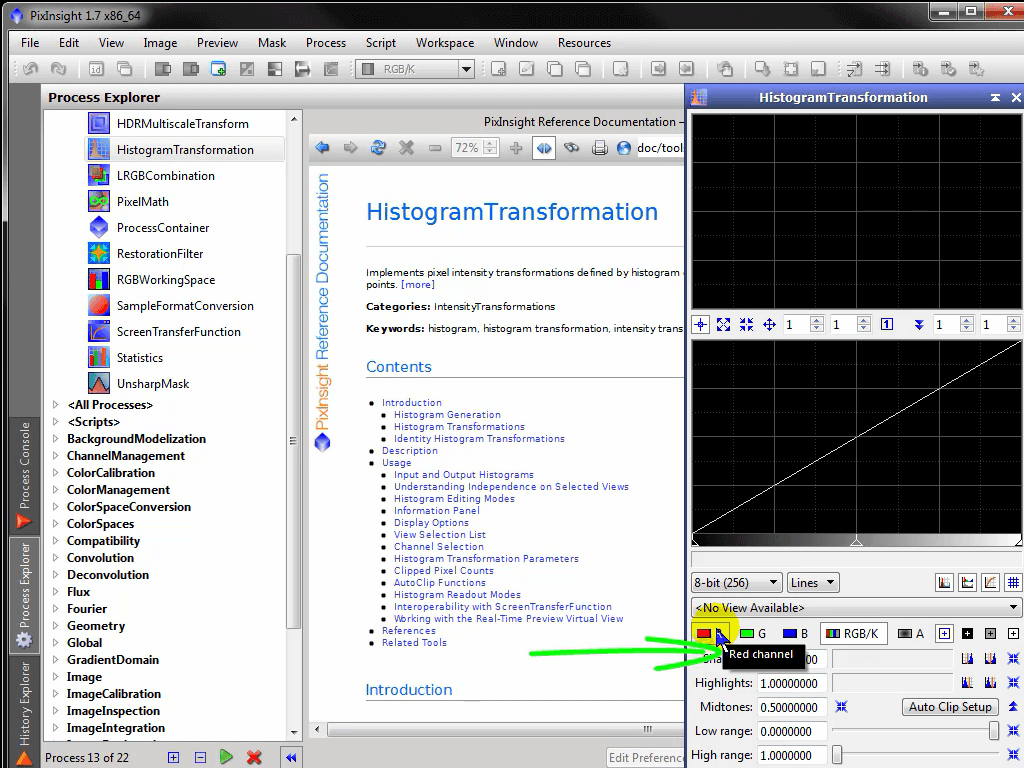 PixInsight 1.7 x86_64
File Edit View Image Preview Mask Process Script Workspace Window Resources
id RGB/K
Process Explorer
HDRMultiscaleTransform
HistogramTransformation
LRGBCombination
PixelMath
ProcessContainer
RestorationFilter
RGBWorkingSpace
SampleFormatConversion
ScreenTransferFunction
Statistics
UnsharpMask
<All Processes>
<Scripts>
BackgroundModelization
ChannelManagement
ColorCalibration
ColorManagement
ColorSpaceConversion
ColorSpaces
Compatibility
Convolution
Deconvolution
Flux
Fourier
Geometry
Global
GradientDomain
Image
ImageCalibration
ImageInspection
ImageIntegration
Process 13 of 22
Process Console
Process Explorer
History Explorer
PixInsight Reference Documentation –
72% doc/tools
PixInsight Reference Documentation
HistogramTransformation
Implements pixel intensity transformations defined by histogram
points. [more]
Categories: IntensityTransformations
Keywords: histogram, histogram transformation, intensity trans
Contents
Introduction
Histogram Generation
Histogram Transformations
Identity Histogram Transformations
Description
Usage
Input and Output Histograms
Understanding Independence on Selected Views
Histogram Editing Modes
Information Panel
Display Options
View Selection List
Channel Selection
Histogram Transformation Parameters
Clipped Pixel Counts
AutoClip Functions
Histogram Readout Modes
Interoperability with ScreenTransferFunction
Working with the Real-Time Preview Virtual View
References
Related Tools
Introduction
Edit Preference
HistogramTransformation
1 1 1 1 1
8-bit (256) Lines
<No View Available>
G B RGB/K A
Red channel
Sha 00
Highlights: 1.00000000
Midtones: 0.50000000 Auto Clip Setup
Low range: 0.0000000
High range: 1.0000000